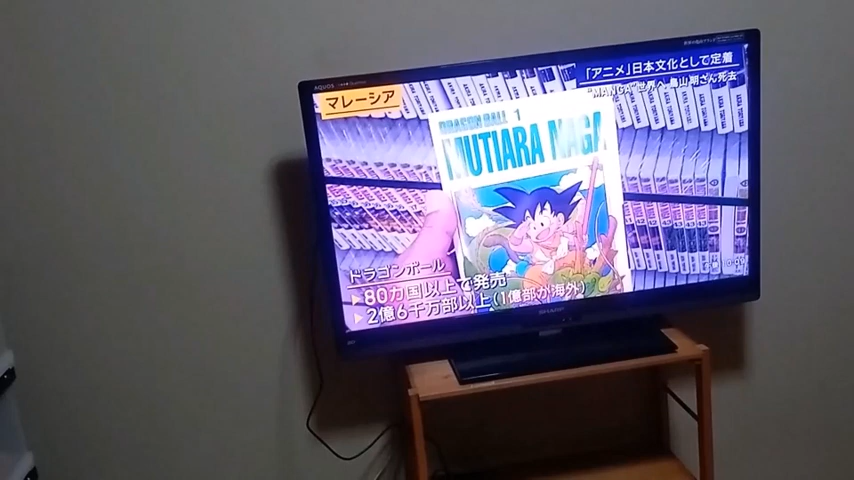 AQUOS
マレーシア
「アニメ」日本文化として定着
"MANGA"世界へ 鳥山明さん死去
DRAGON BALL 1
MUTIARA NAGA
ドラゴンボール
▶80カ国以上で発売
▶2億6千万部以上(1億部が海外)
SHARP